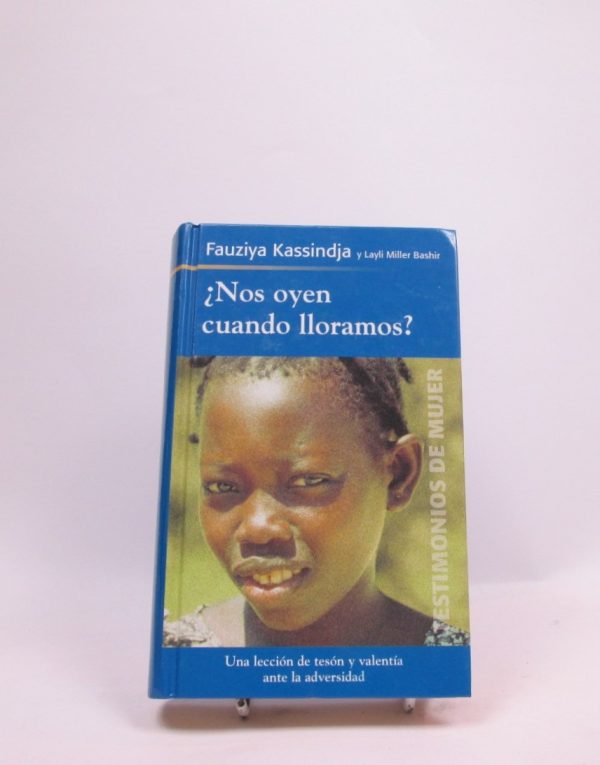 Fauziya Kassindja y Layli Miller Bashir
¿Nos oyen
cuando lloramos?
TESTIMONIOS DE MUJER
Una lección de tesón y valentía
ante la adversidad